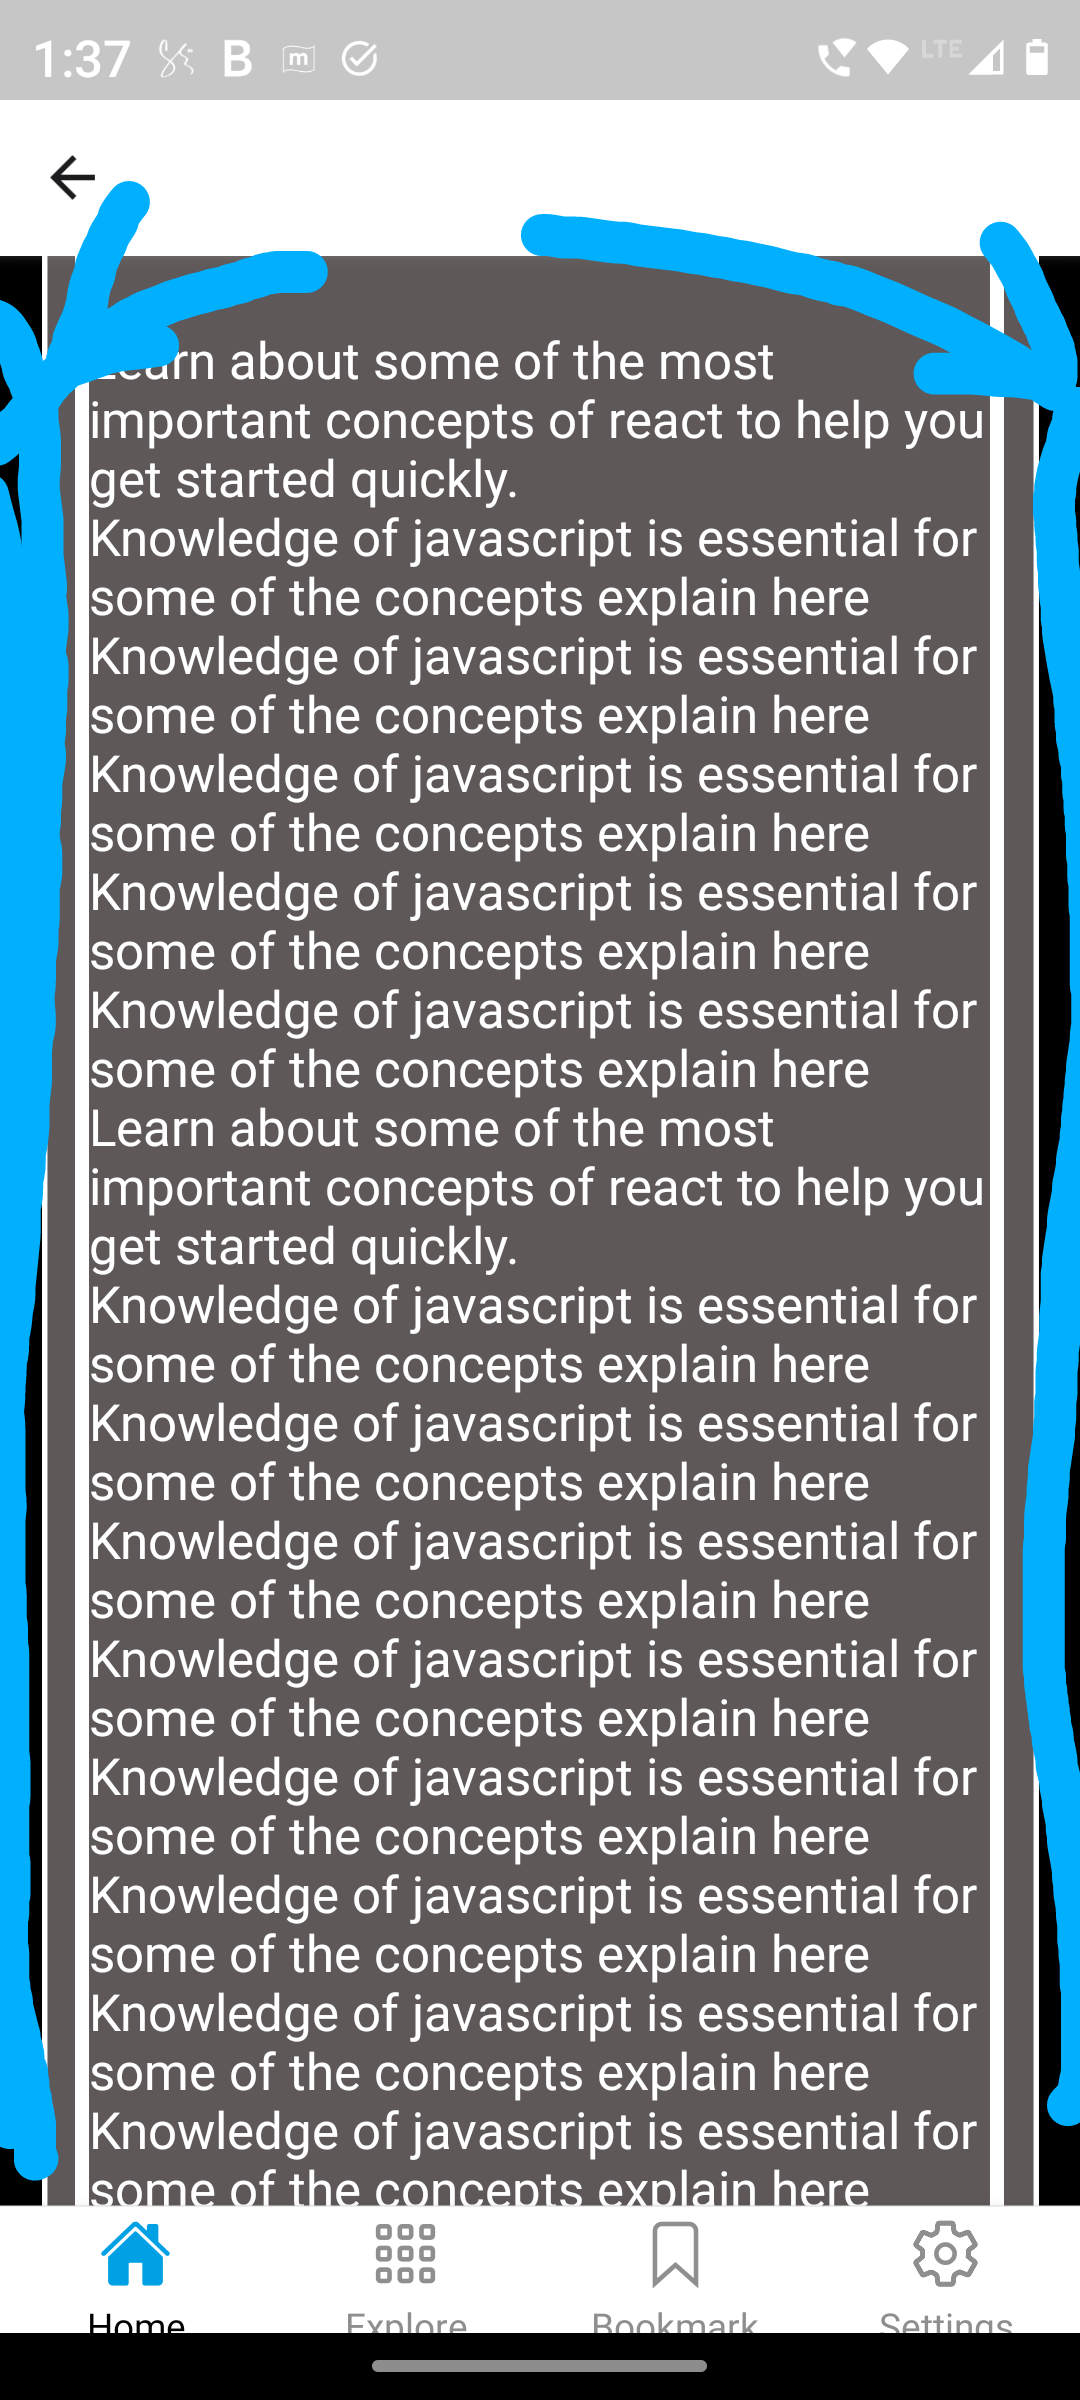 1:37 B m LTE
Learn about some of the most
important concepts of react to help you
get started quickly.
Knowledge of javascript is essential for
some of the concepts explain here
Knowledge of javascript is essential for
some of the concepts explain here
Knowledge of javascript is essential for
some of the concepts explain here
Knowledge of javascript is essential for
some of the concepts explain here
Knowledge of javascript is essential for
some of the concepts explain here
Learn about some of the most
important concepts of react to help you
get started quickly.
Knowledge of javascript is essential for
some of the concepts explain here
Knowledge of javascript is essential for
some of the concepts explain here
Knowledge of javascript is essential for
some of the concepts explain here
Knowledge of javascript is essential for
some of the concepts explain here
Knowledge of javascript is essential for
some of the concepts explain here
Knowledge of javascript is essential for
some of the concepts explain here
Knowledge of javascript is essential for
some of the concepts explain here
Knowledge of javascript is essential for
some of the concepts explain here
Home Explore Bookmark Settings